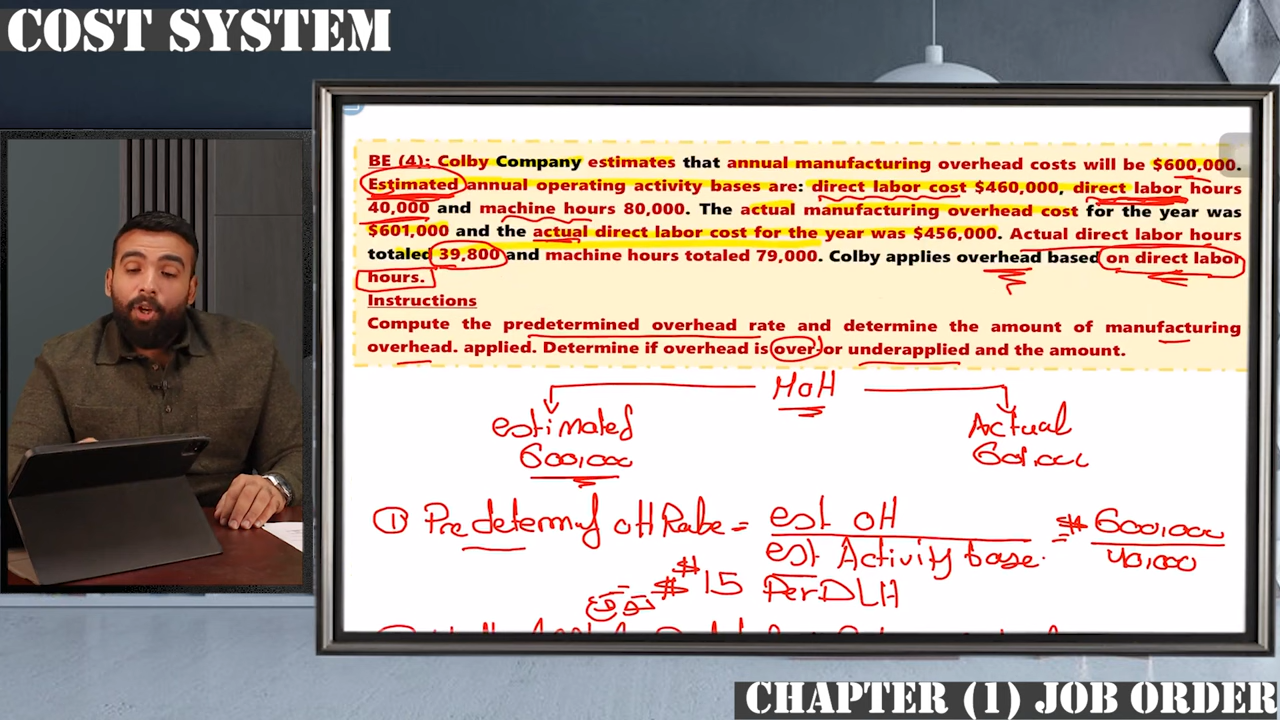 COST SYSTEM
BE (4): Colby Company estimates that annual manufacturing overhead costs will be $600,000.
Estimated annual operating activity bases are: direct labor cost $460,000, direct labor hours
40,000 and machine hours 80,000. The actual manufacturing overhead cost for the year was
$601,000 and the actual direct labor cost for the year was $456,000. Actual direct labor hours
totaled 39,800 and machine hours totaled 79,000. Colby applies overhead based on direct labor
hours.
Instructions
Compute the predetermined overhead rate and determine the amount of manufacturing
overhead. applied. Determine if overhead is over- or underapplied and the amount.
MoH
estimated Actual
600,000 601,000
① Predetermined OH Rate = est OH / est Activity base = $ 600,000 / 40,000
$ 15 Per DLH
CHAPTER (1) JOB ORDER